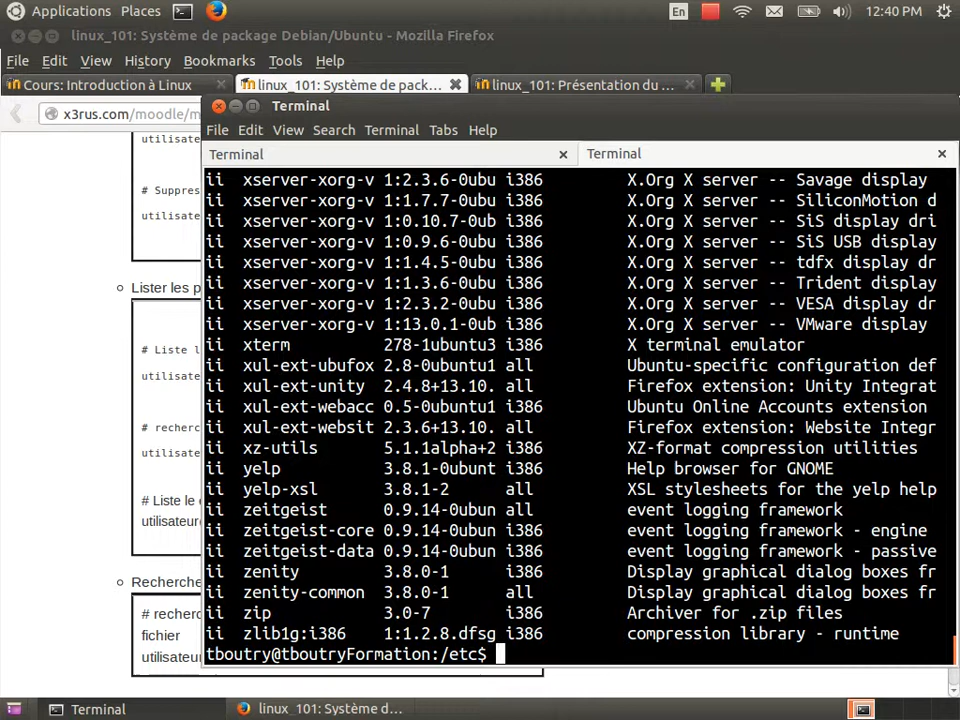 Applications Places En 12:40 PM
linux_101: Système de package Debian/Ubuntu - Mozilla Firefox
File Edit View History Bookmarks Tools Help
Cours: Introduction à Linux linux_101: Système de pack... linux_101: Présentation du ...
x3rus.com/moodle/m
utilisate
# Suppres
utilisate
Lister les p
# Liste l
utilisate
# recherc
utilisate
# Liste le c
utilisateur
Recherche
# recherc
fichier
utilisateu
Terminal
File Edit View Search Terminal Tabs Help
Terminal Terminal
ii xserver-xorg-v 1:2.3.6-0ubu i386 X.Org X server -- Savage display
ii xserver-xorg-v 1:1.7.7-0ubu i386 X.Org X server -- SiliconMotion d
ii xserver-xorg-v 1:0.10.7-0ub i386 X.Org X server -- SiS display dri
ii xserver-xorg-v 1:0.9.6-0ubu i386 X.Org X server -- SiS USB display
ii xserver-xorg-v 1:1.4.5-0ubu i386 X.Org X server -- tdfx display dr
ii xserver-xorg-v 1:1.3.6-0ubu i386 X.Org X server -- Trident display
ii xserver-xorg-v 1:2.3.2-0ubu i386 X.Org X server -- VESA display dr
ii xserver-xorg-v 1:13.0.1-0ub i386 X.Org X server -- VMware display
ii xterm 278-1ubuntu3 i386 X terminal emulator
ii xul-ext-ubufox 2.8-0ubuntu1 all Ubuntu-specific configuration def
ii xul-ext-unity 2.4.8+13.10. all Firefox extension: Unity Integrat
ii xul-ext-webacc 0.5-0ubuntu1 all Ubuntu Online Accounts extension
ii xul-ext-websit 2.3.6+13.10. all Firefox extension: Website Integr
ii xz-utils 5.1.1alpha+2 i386 XZ-format compression utilities
ii yelp 3.8.1-0ubunt i386 Help browser for GNOME
ii yelp-xsl 3.8.1-2 all XSL stylesheets for the yelp help
ii zeitgeist 0.9.14-0ubun all event logging framework
ii zeitgeist-core 0.9.14-0ubun i386 event logging framework - engine
ii zeitgeist-data 0.9.14-0ubun all event logging framework - passive
ii zenity 3.8.0-1 i386 Display graphical dialog boxes fr
ii zenity-common 3.8.0-1 all Display graphical dialog boxes fr
ii zip 3.0-7 i386 Archiver for .zip files
ii zlib1g:i386 1:1.2.8.dfsg i386 compression library - runtime
tboutry@tboutryFormation:/etc$
Terminal linux_101: Système d...